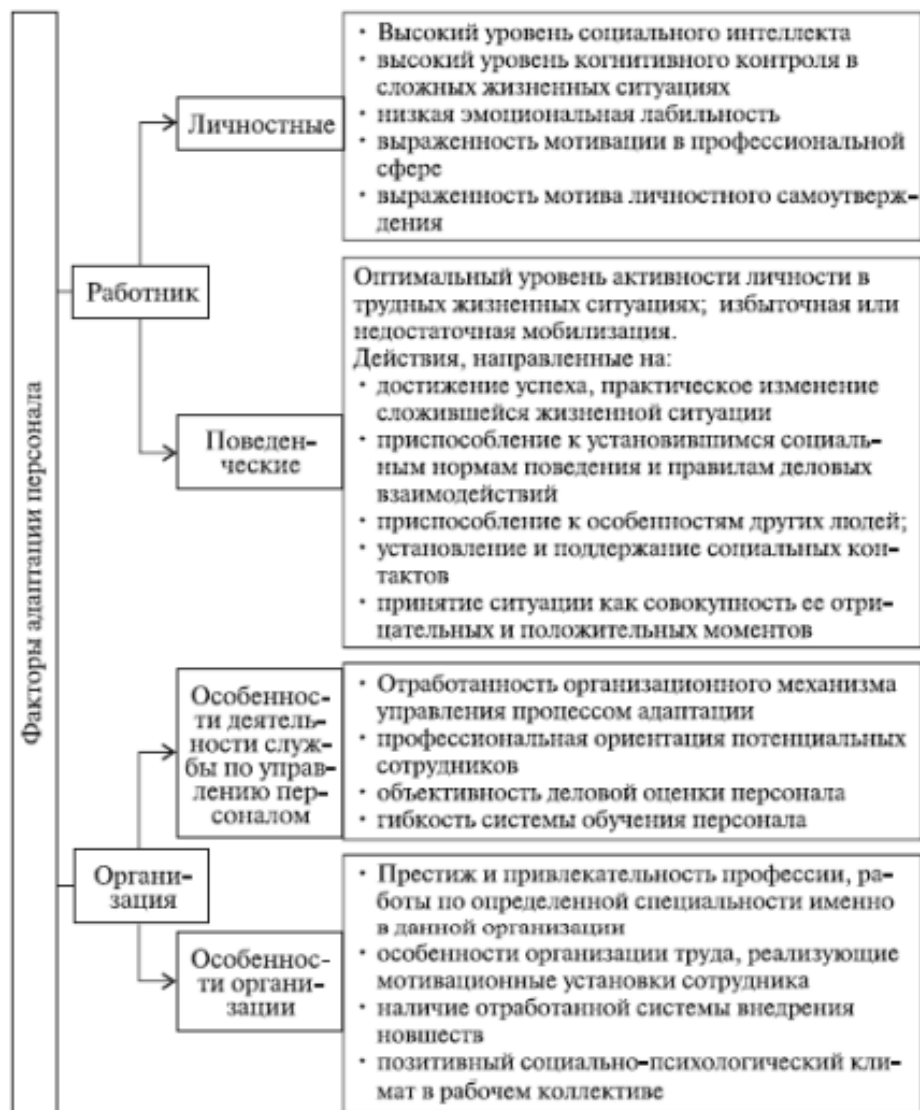 Факторы адаптации персонала
Работник
Личностные
• Высокий уровень социального интеллекта
• высокий уровень когнитивного контроля в
сложных жизненных ситуациях
• низкая эмоциональная лабильность
• выраженность мотивации в профессиональной
сфере
• выраженность мотива личностного самоутверж-
дения
Поведен-
ческие
Оптимальный уровень активности личности в
трудных жизненных ситуациях; избыточная или
недостаточная мобилизация.
Действия, направленные на:
• достижение успеха, практическое изменение
сложившейся жизненной ситуации
• приспособление к установившимся социаль-
ным нормам поведения и правилам деловых
взаимодействий
• приспособление к особенностям других людей;
• установление и поддержание социальных кон-
тактов
• принятие ситуации как совокупность ее отри-
цательных и положительных моментов
Органи-
зация
Особеннос-
ти деятель-
ности служ-
бы по управ-
лению пер-
соналом
• Отработанность организационного механизма
управления процессом адаптации
• профессиональная ориентация потенциальных
сотрудников
• объективность деловой оценки персонала
• гибкость системы обучения персонала
Особеннос-
ти органи-
зации
• Престиж и привлекательность профессии, ра-
боты по определенной специальности именно
в данной организации
• особенности организации труда, реализующие
мотивационные установки сотрудника
• наличие отработанной системы внедрения
новшеств
• позитивный социально-психологический кли-
мат в рабочем коллективе